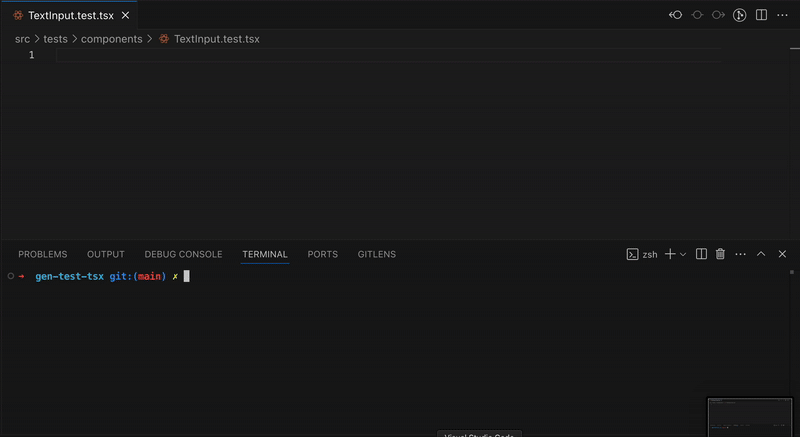 TextInput.test.tsx
src > tests > components > TextInput.test.tsx
1
PROBLEMS OUTPUT DEBUG CONSOLE TERMINAL PORTS GITLENS zsh
gen-test-tsx git:(main) ✗
Visual Studio Code